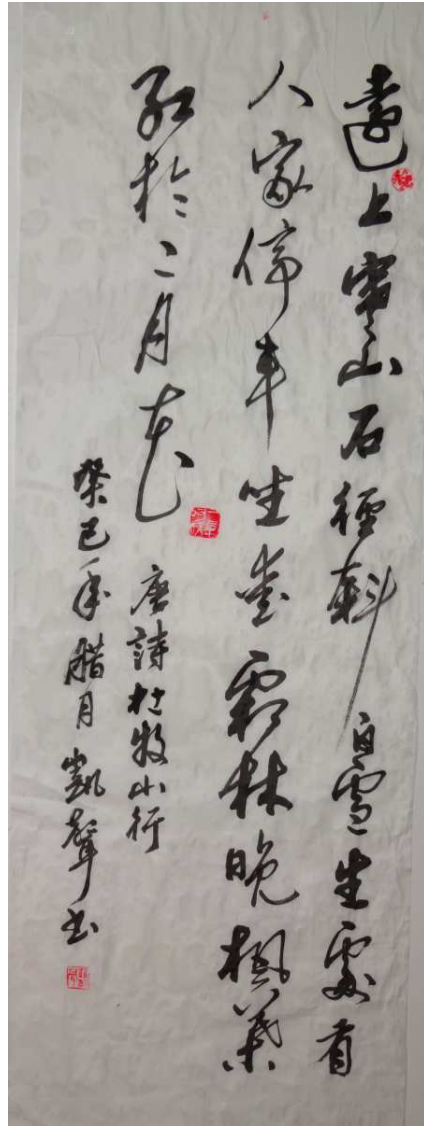 遠上寒山石徑斜白雲生處有
人家停車坐愛霜林晚楓葉
紅於二月花
唐詩杜牧山行
癸巳年腊月凱聲書